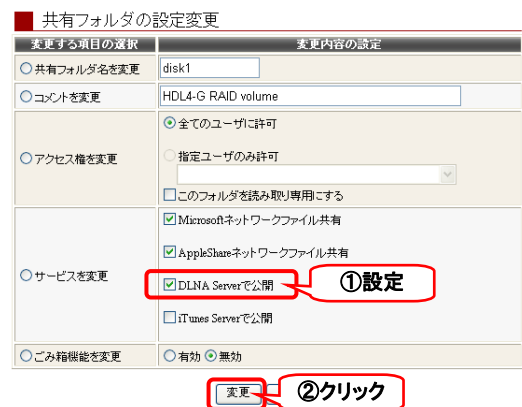 共有フォルダの設定変更
変更する項目の選択 変更内容の設定
共有フォルダ名を変更 disk1
コメントを変更 HDL4-G RAID volume
アクセス権を変更 全てのユーザに許可
指定ユーザのみ許可
このフォルダを読み取り専用にする
サービスを変更 Microsoftネットワークファイル共有
AppleShareネットワークファイル共有
DLNA Serverで公開 ①設定
iTunes Serverで公開
ごみ箱機能を変更 有効 無効
変更 ②クリック